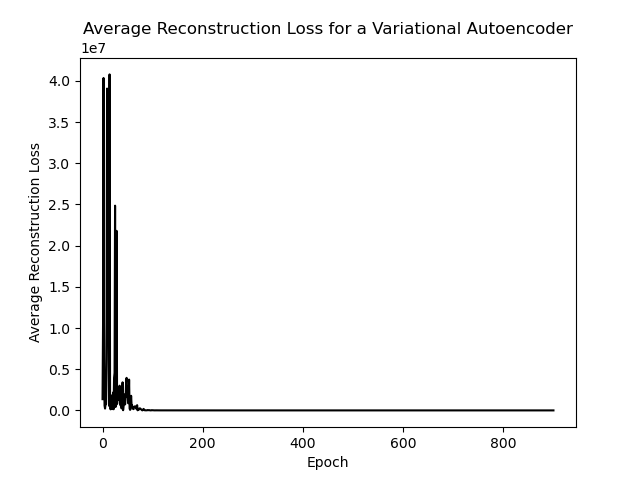 Average Reconstruction Loss for a Variational Autoencoder
1e7
4.0
3.5
3.0
2.5
2.0
1.5
1.0
0.5
0.0
Average Reconstruction Loss
0 200 400 600 800
Epoch